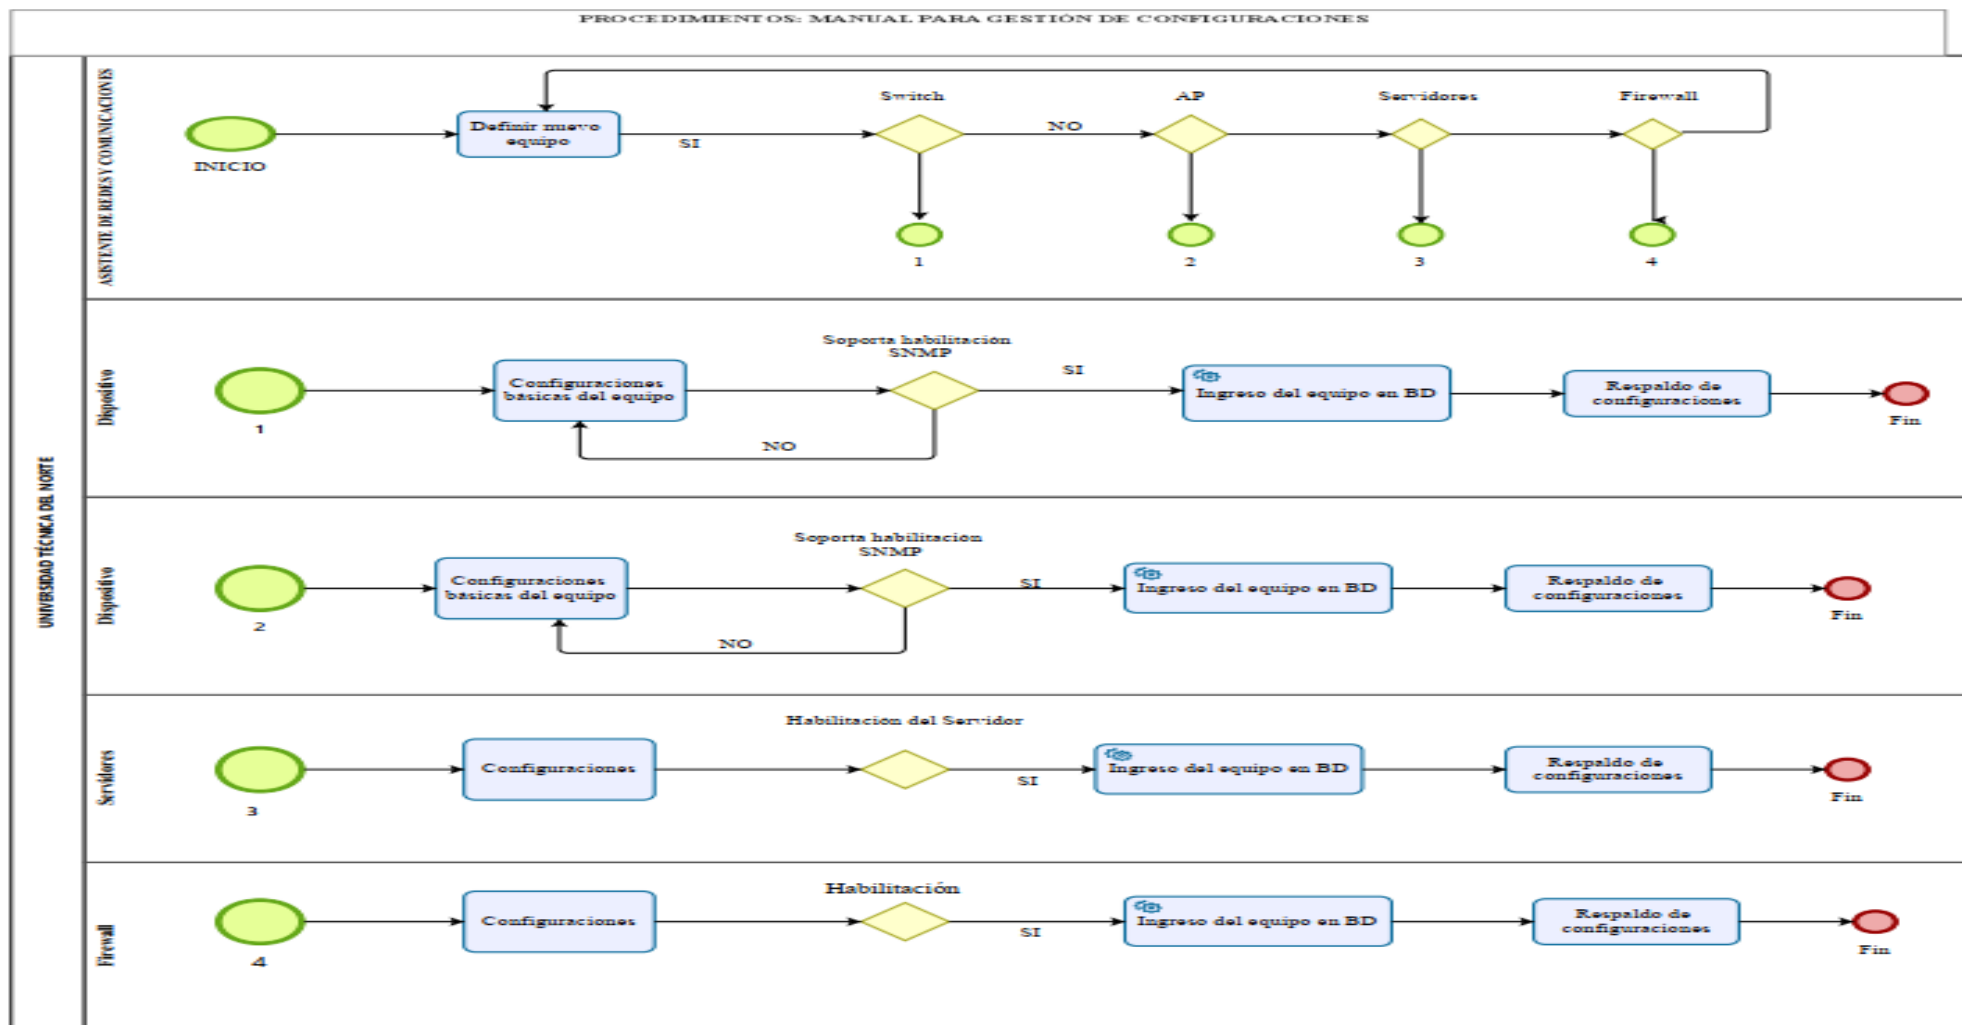 PROCEDIMIENTOS: MANUAL PARA GESTIÓN DE CONFIGURACIONES
UNIVERSIDAD TÉCNICA DEL NORTE
ASISTENTE DE REDES Y COMUNICACIONES
INICIO
Definir nuevo
equipo
SI
Switch
NO
AP
Servidores
Firewall
1
2
3
4
Dispositivo
1
Configuraciones
básicas del equipo
Soporta habilitación
SNMP
SI
NO
Ingreso del equipo en BD
Respaldo de
configuraciones
Fin
Dispositivo
2
Configuraciones
básicas del equipo
Soporta habilitación
SNMP
SI
NO
Ingreso del equipo en BD
Respaldo de
configuraciones
Fin
Servidores
3
Configuraciones
Habilitación del Servidor
SI
Ingreso del equipo en BD
Respaldo de
configuraciones
Fin
Firewall
4
Configuraciones
Habilitación
SI
Ingreso del equipo en BD
Respaldo de
configuraciones
Fin